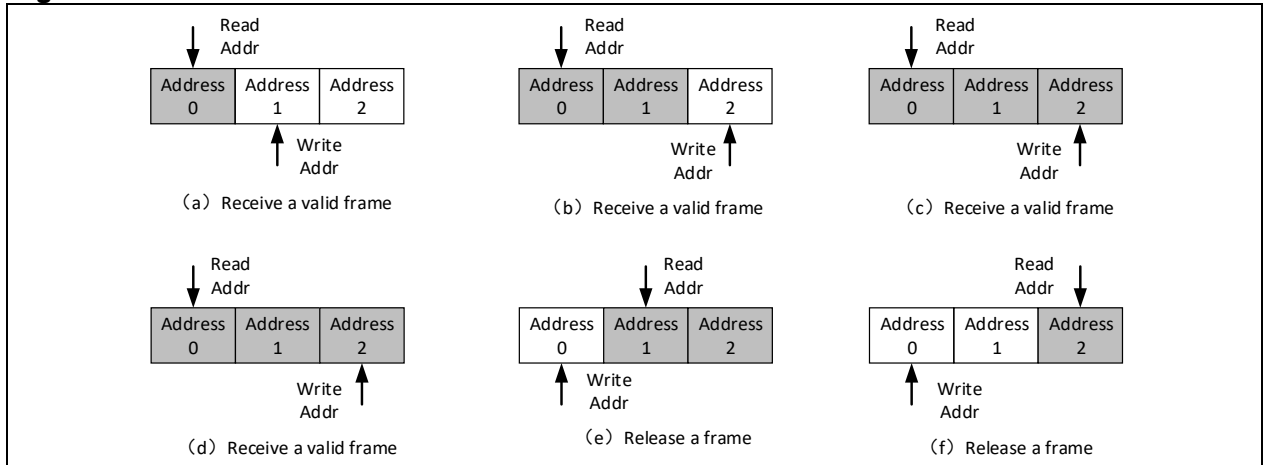 Read
Addr
Address
0
Address
1
Address
2
Write
Addr
（a）Receive a valid frame
Read
Addr
Address
0
Address
1
Address
2
Write
Addr
（b）Receive a valid frame
Read
Addr
Address
0
Address
1
Address
2
Write
Addr
（c）Receive a valid frame
Read
Addr
Address
0
Address
1
Address
2
Write
Addr
（d）Receive a valid frame
Read
Addr
Address
0
Address
1
Address
2
Write
Addr
（e）Release a frame
Read
Addr
Address
0
Address
1
Address
2
Write
Addr
（f）Release a frame